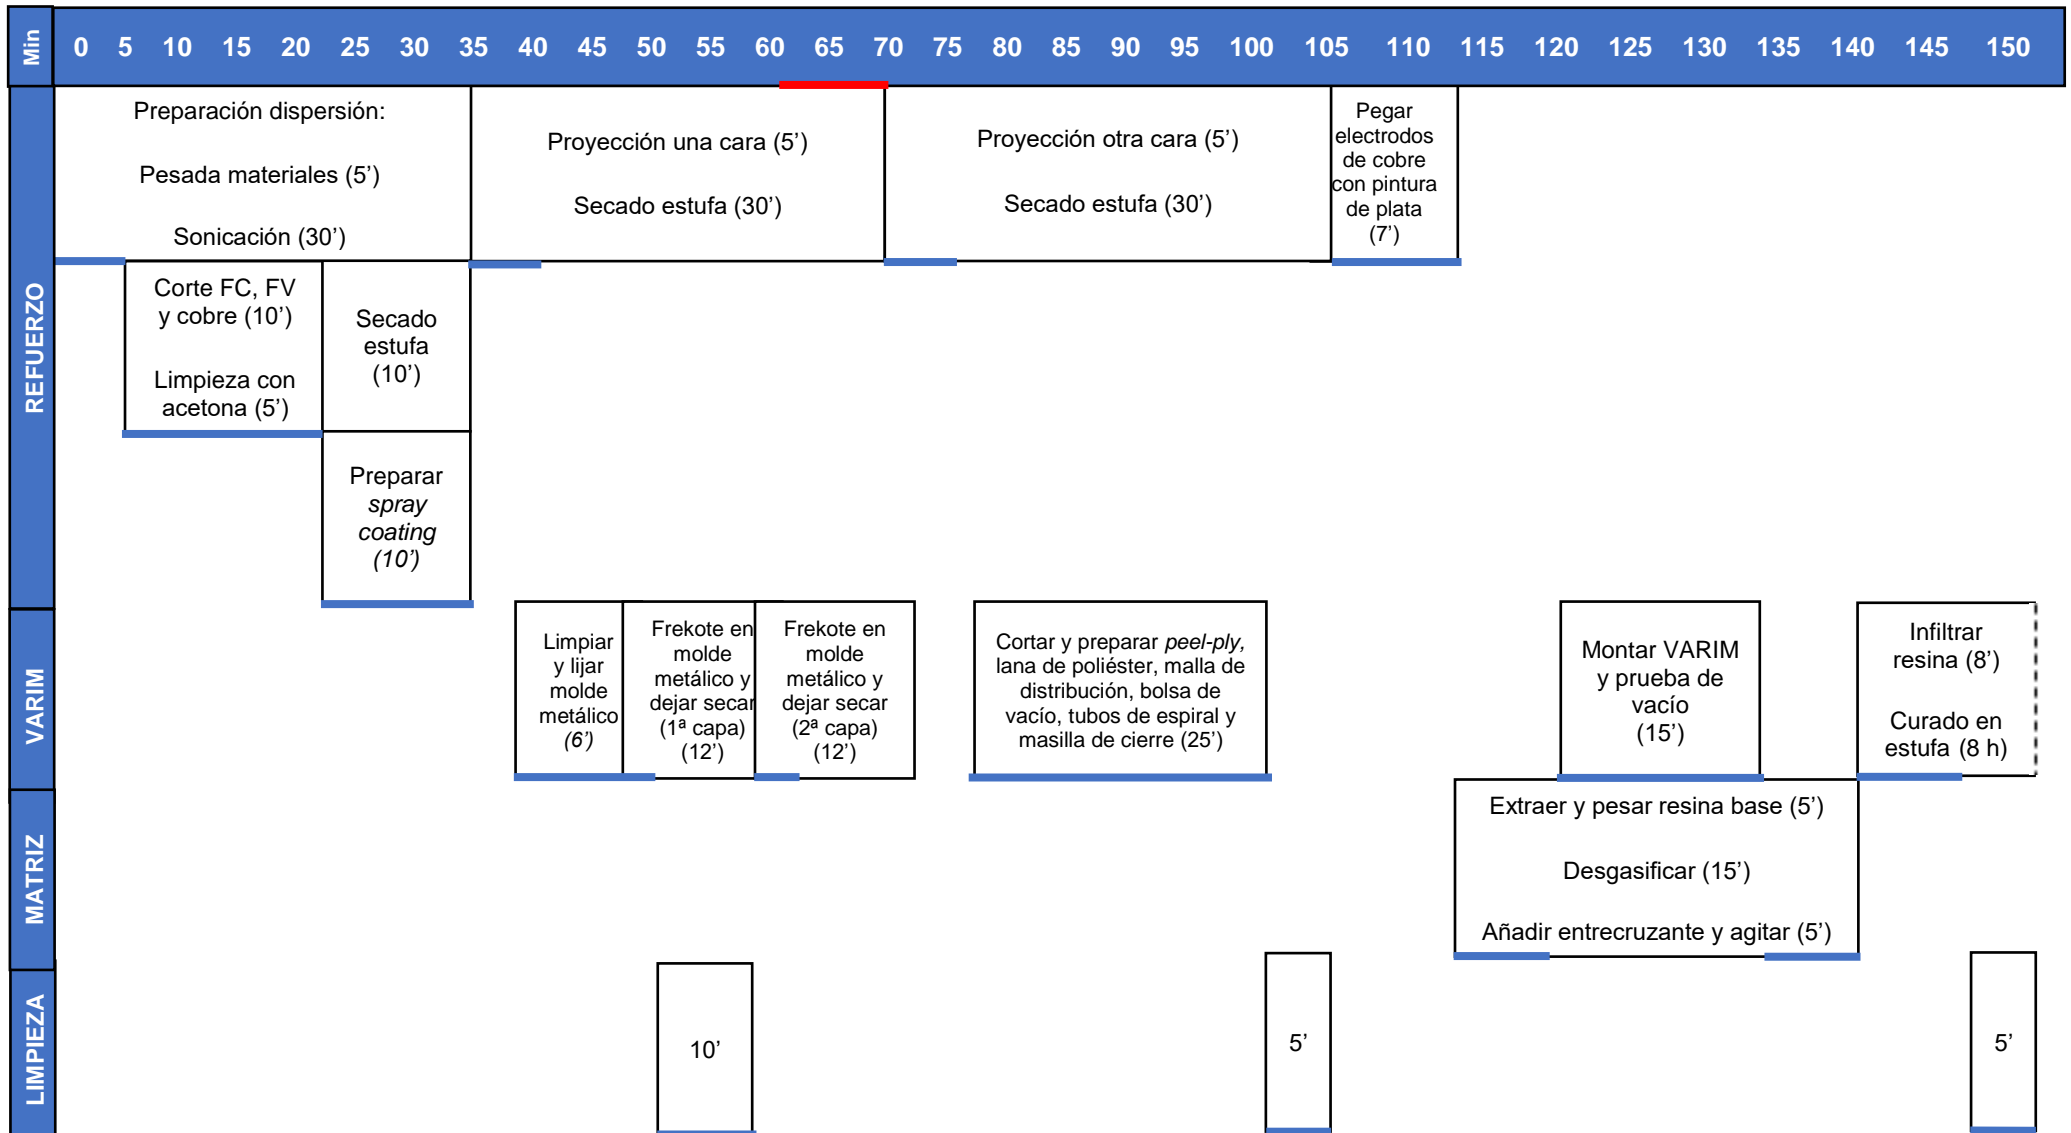 Min 0 5 10 15 20 25 30 35 40 45 50 55 60 65 70 75 80 85 90 95 100 105 110 115 120 125 130 135 140 145 150
REFUERZO
Preparación dispersión:
Pesada materiales (5’)
Sonicación (30’)
Proyección una cara (5’)
Secado estufa (30’)
Proyección otra cara (5’)
Secado estufa (30’)
Pegar
electrodos
de cobre
con pintura
de plata
(7’)
Corte FC, FV
y cobre (10’)
Limpieza con
acetona (5’)
Secado
estufa
(10’)
Preparar
spray
coating
(10’)
VARIM
Limpiar
y lijar
molde
metálico
(6’)
Frekote en
molde
metálico y
dejar secar
(1ª capa)
(12’)
Frekote en
molde
metálico y
dejar secar
(2ª capa)
(12’)
Cortar y preparar peel-ply,
lana de poliéster, malla de
distribución, bolsa de
vacío, tubos de espiral y
masilla de cierre (25’)
Montar VARIM
y prueba de
vacío
(15’)
Infiltrar
resina (8’)
Curado en
estufa (8 h)
MATRIZ
Extraer y pesar resina base (5’)
Desgasificar (15’)
Añadir entrecruzante y agitar (5’)
LIMPIEZA
10’
5’
5’